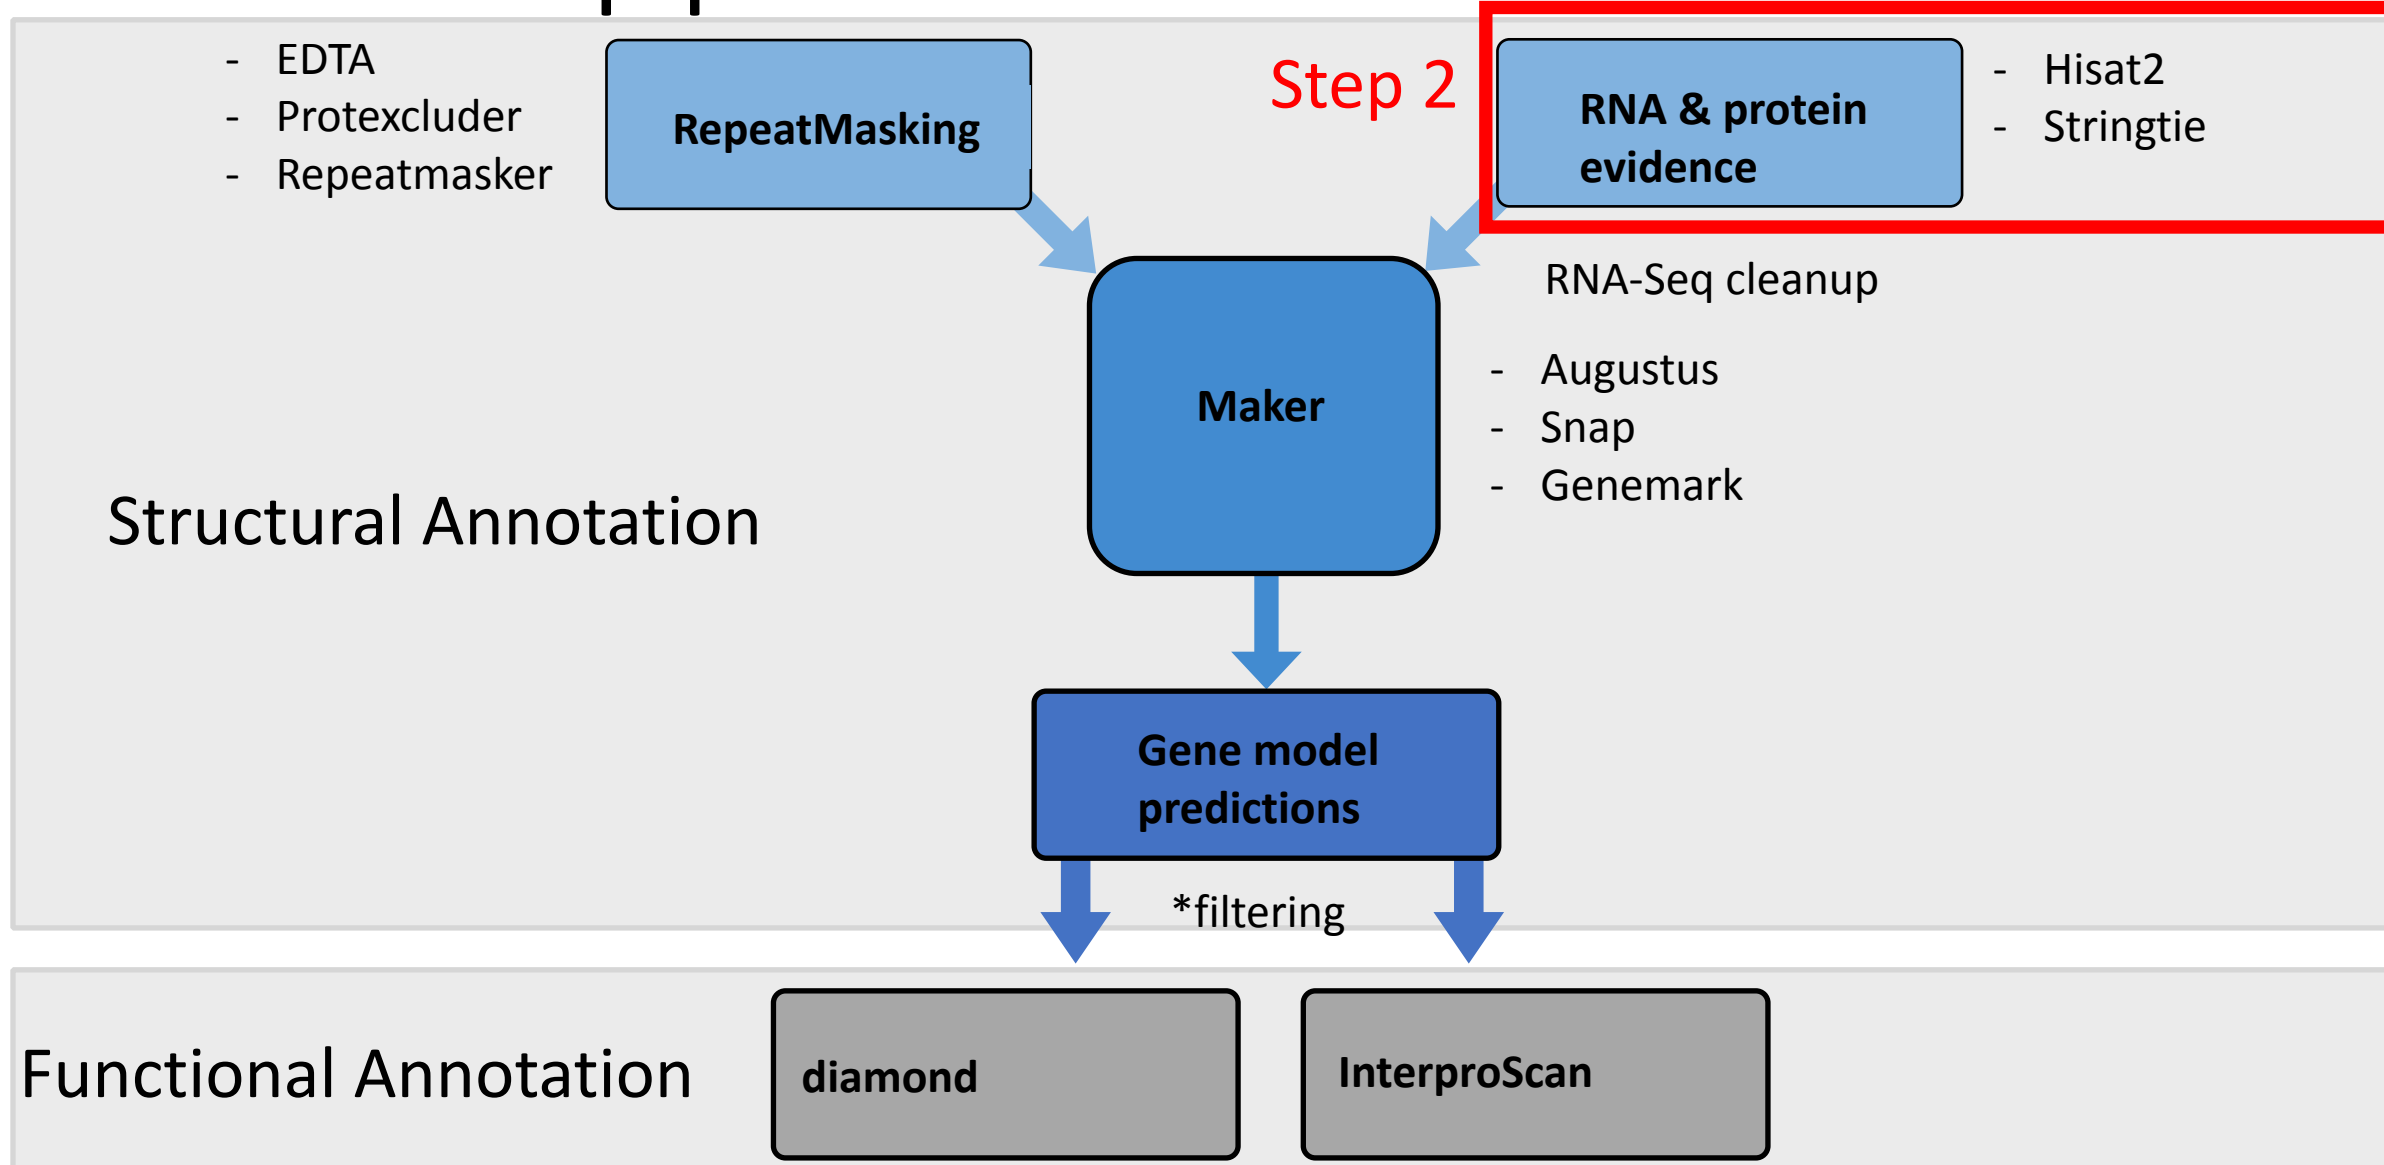 - EDTA
- Protexcluder
- Repeatmasker
RepeatMasking
Step 2
RNA & protein
evidence
- Hisat2
- Stringtie
RNA-Seq cleanup
Maker
- Augustus
- Snap
- Genemark
Structural Annotation
Gene model
predictions
*filtering
Functional Annotation
diamond
InterproScan